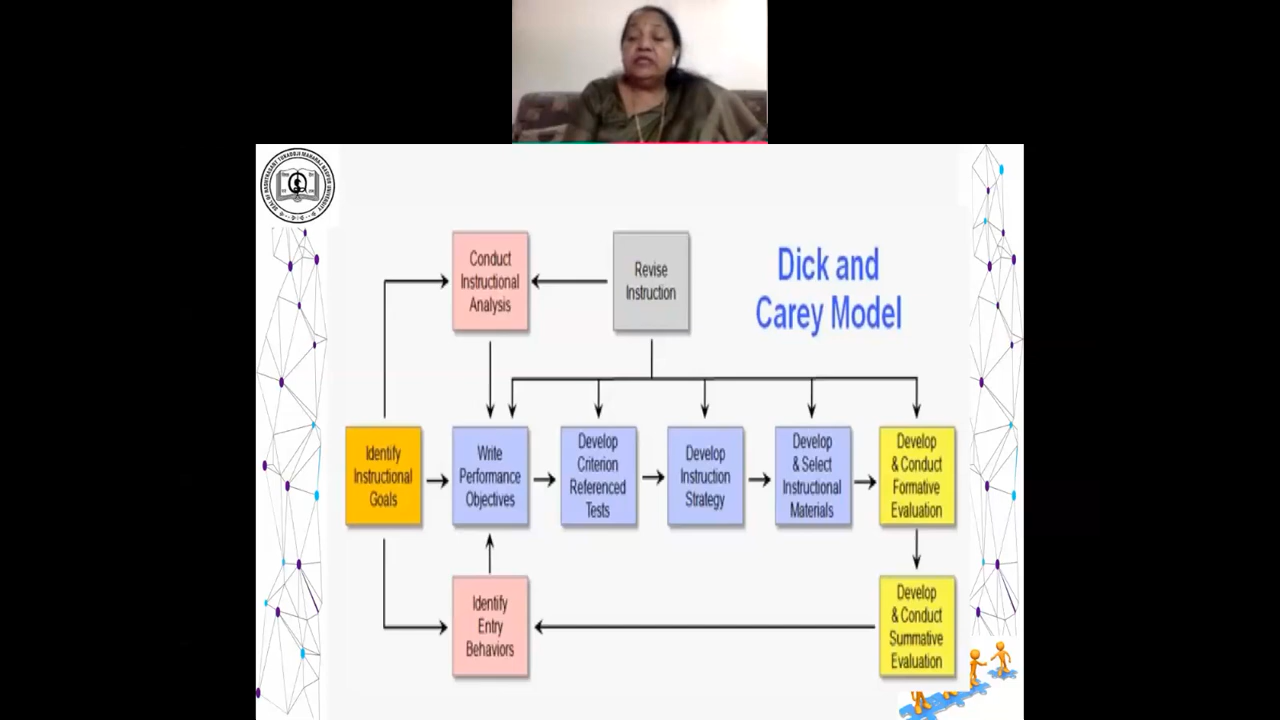 Dick and
Carey Model
Conduct
Instructional
Analysis
Revise
Instruction
Identify
Instructional
Goals
Write
Performance
Objectives
Develop
Criterion
Referenced
Tests
Develop
Instruction
Strategy
Develop
& Select
Instructional
Materials
Develop
& Conduct
Formative
Evaluation
Identify
Entry
Behaviors
Develop
& Conduct
Summative
Evaluation